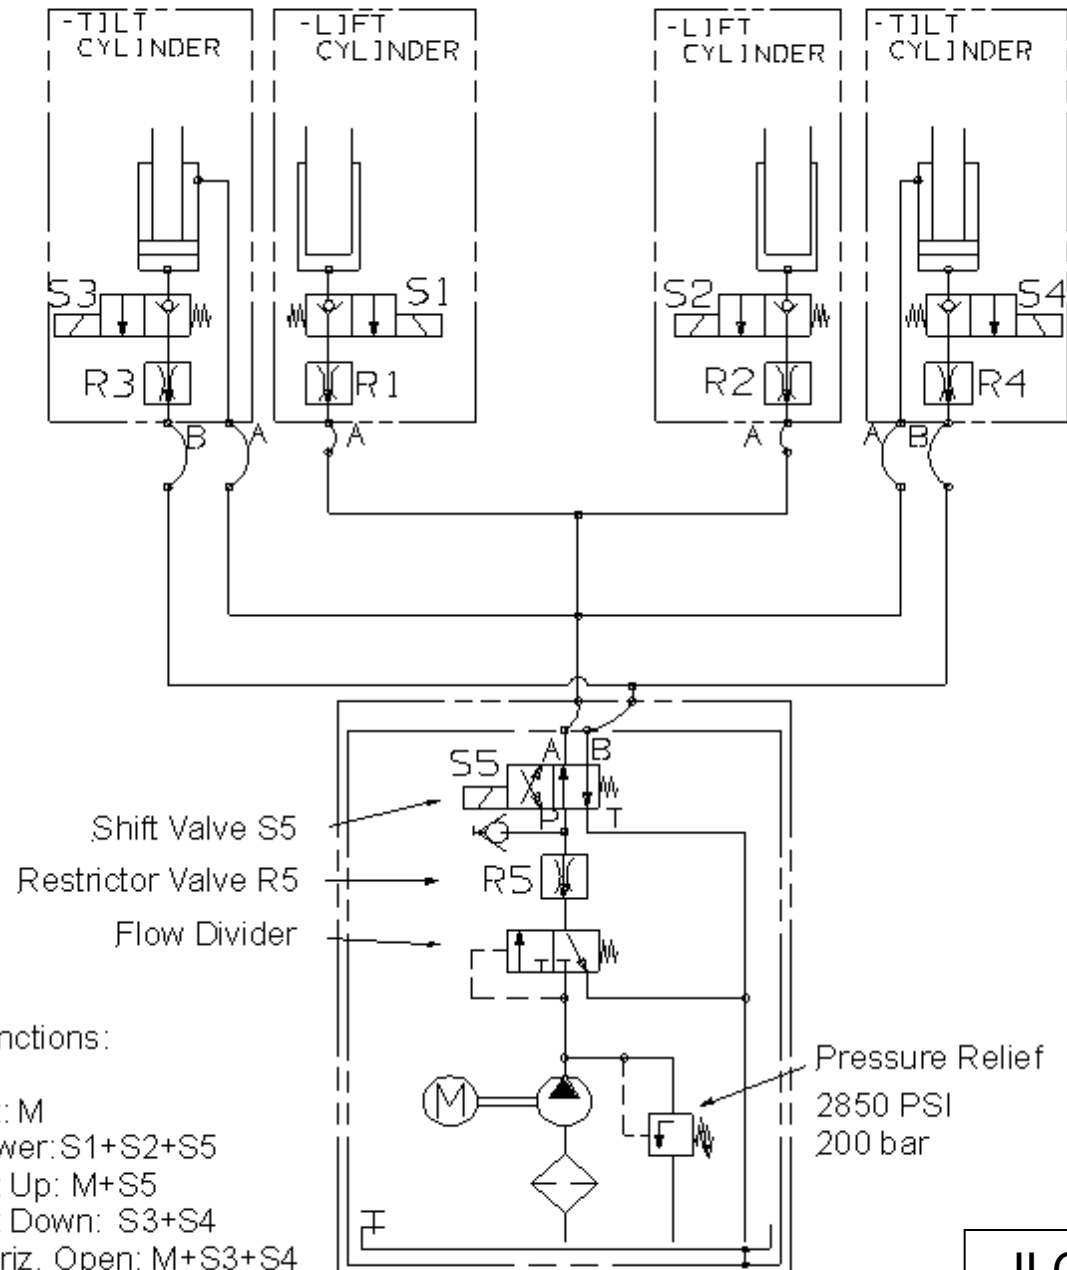 -TILT
CYLINDER
-LIFT
CYLINDER
-LIFT
CYLINDER
-TILT
CYLINDER
S3
S1
S2
S4
R3
R1
R2
R4
B
A
A
A
A
B
A
B
S5
P
T
Shift Valve S5
Restrictor Valve R5
R5
Flow Divider
M
Pressure Relief
2850 PSI
200 bar
nctions:
: M
wer: S1+S2+S5
t Up: M+S5
t Down: S3+S4
riz. Open: M+S3+S4